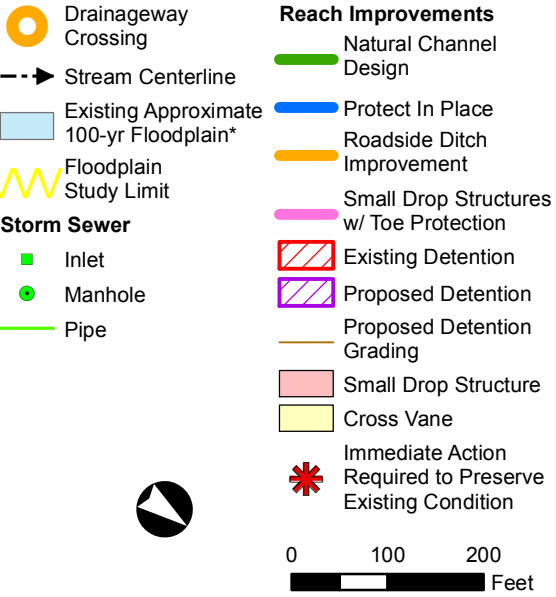 Drainageway
Crossing
Stream Centerline
Existing Approximate
100-yr Floodplain*
Floodplain
Study Limit
Storm Sewer
Inlet
Manhole
Pipe
Reach Improvements
Natural Channel
Design
Protect In Place
Roadside Ditch
Improvement
Small Drop Structures
w/ Toe Protection
Existing Detention
Proposed Detention
Proposed Detention
Grading
Small Drop Structure
Cross Vane
Immediate Action
Required to Preserve
Existing Condition
0 100 200
Feet